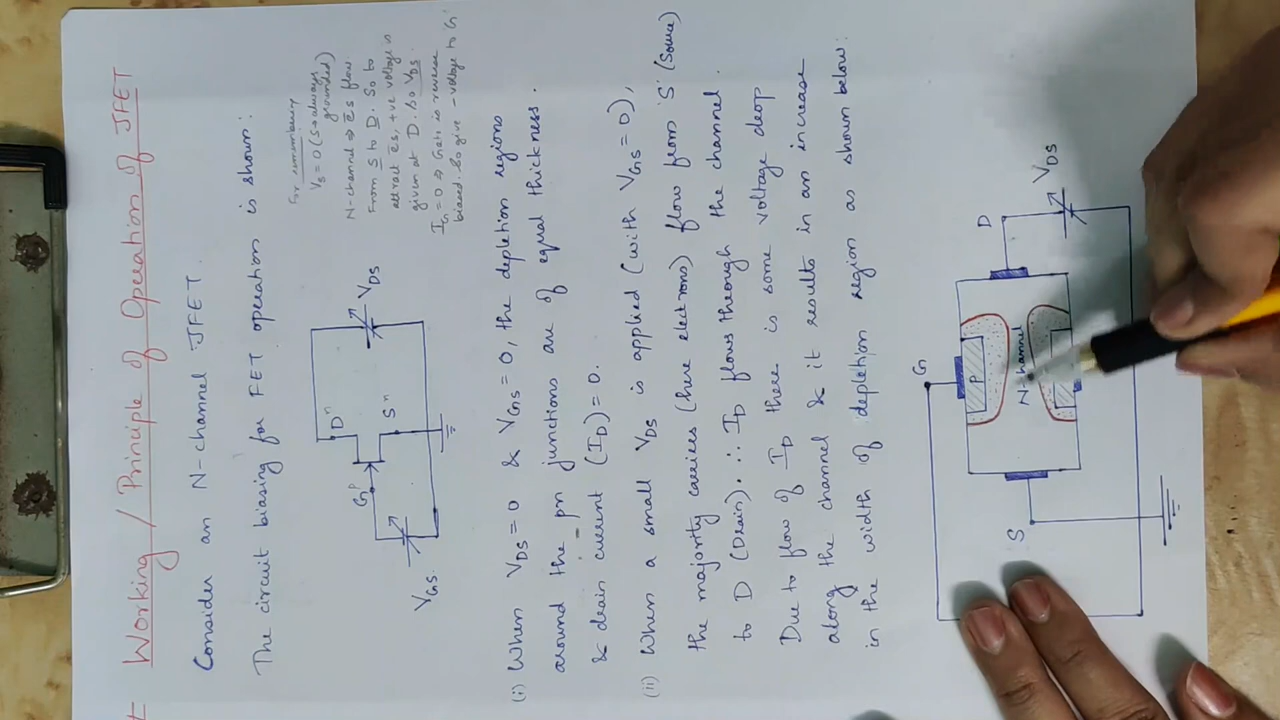 Working / Principle of Operation of JFET
Consider an N-channel JFET.
The circuit biasing for FET operation is shown:
For remembering
Vs = 0 (S → always
grounded)
N-channel ⇒ ēs flow
from S to D. So to
attract ēs, +ve voltage is
given at D. So VDS.
IG = 0 ⇒ Gate is reverse
biased. So give - voltage to G
Dⁿ
Gᴾ
Sⁿ
VDS
VGS
(i) When VDS = 0 & VGS = 0, the depletion regions
around the pn junctions are of equal thickness.
& drain current (ID) = 0.
(ii) When a small VDS is applied (with VGS = 0),
the majority carriers (here electrons) flow from 'S' (Source)
to D (Drain). ∴ ID flows through the channel.
Due to flow of ID there is some voltage drop
along the channel & it results in an increase
in the width of depletion region as shown below:
G
P
S
N channel
D
VDS